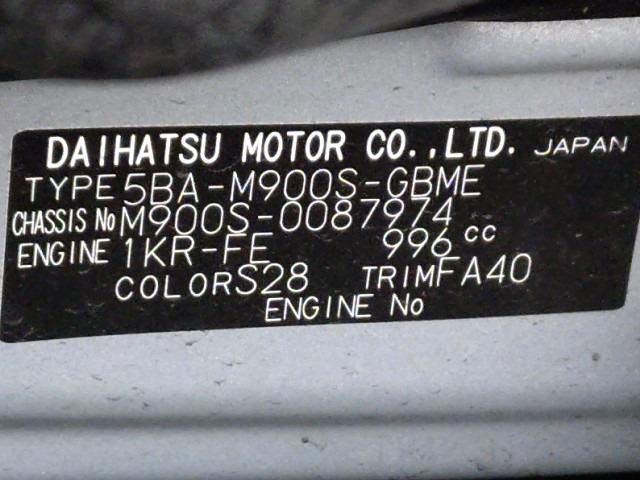 DAIHATSU MOTOR CO.,LTD. JAPAN
TYPE 5BA-M900S-GBME
CHASSIS No M900S-0087974
ENGINE 1KR-FE 996 cc
COLOR S28 TRIM FA40
ENGINE No